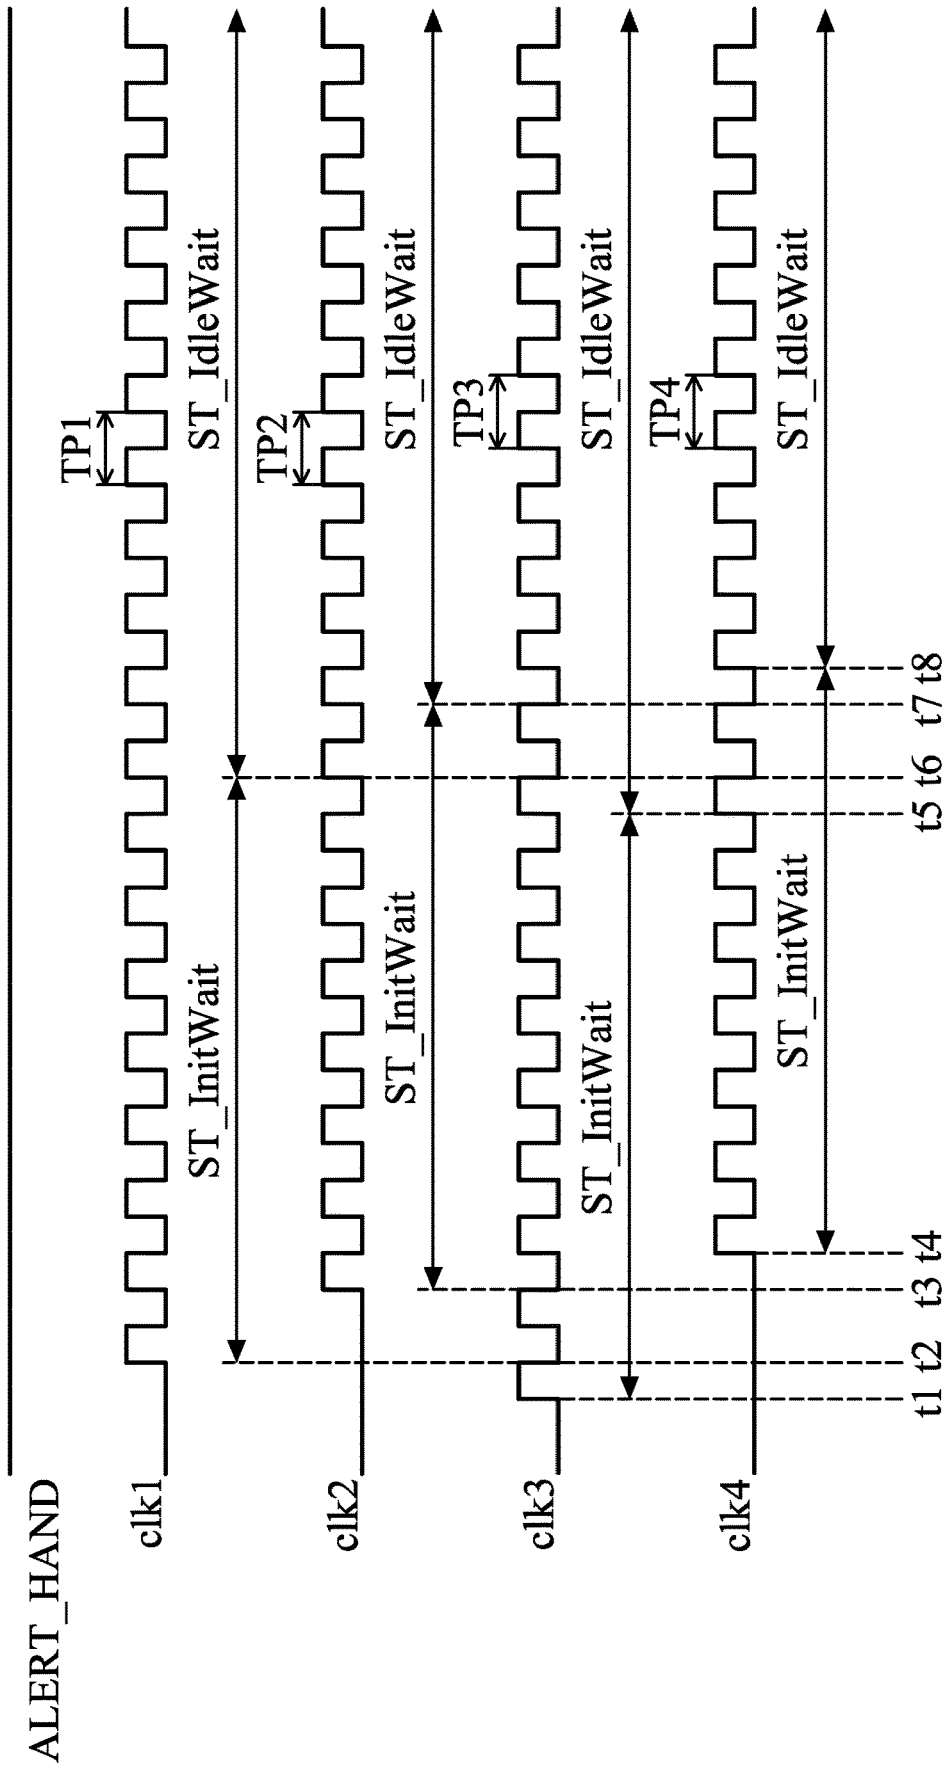 ALERT_HAND
clk1
TP1
ST_InitWait
ST_IdleWait
clk2
TP2
ST_InitWait
ST_IdleWait
clk3
TP3
ST_InitWait
ST_IdleWait
clk4
TP4
ST_InitWait
ST_IdleWait
t1 t2 t3 t4 t5 t6 t7 t8